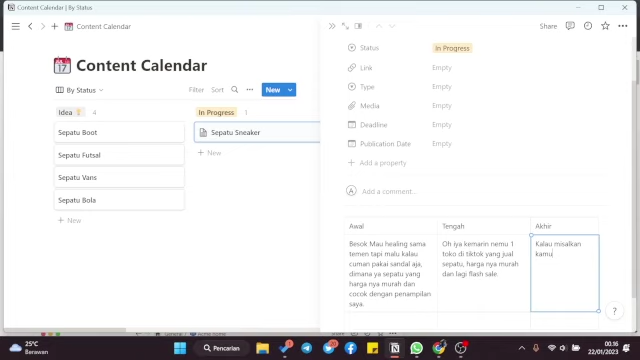 Content Calendar | By Status
Content Calendar
Share
Content Calendar
By Status
Filter
Sort
New
Idea
4
In Progress
1
Sepatu Boot
Sepatu Futsal
Sepatu Vans
Sepatu Bola
+ New
Sepatu Sneaker
+ New
Status
In Progress
Link
Empty
Type
Empty
Media
Empty
Deadline
Empty
Publication Date
Empty
+ Add a property
A
Add a comment...
Awal
Tengah
Akhir
Besok Mau healing sama
temen tapi malu kalau
cuman pakai sandal aja,
dimana ya sepatu yang
harga nya murah dan
cocok dengan penampilan
saya.
Oh iya kemarin nemu 1
toko di tiktok yang jual
sepatu, harga nya murah
dan lagi flash sale
Kalau misalkan
kamu
?
25°C
Berawan
Pencarian
00.16
22/01/2023